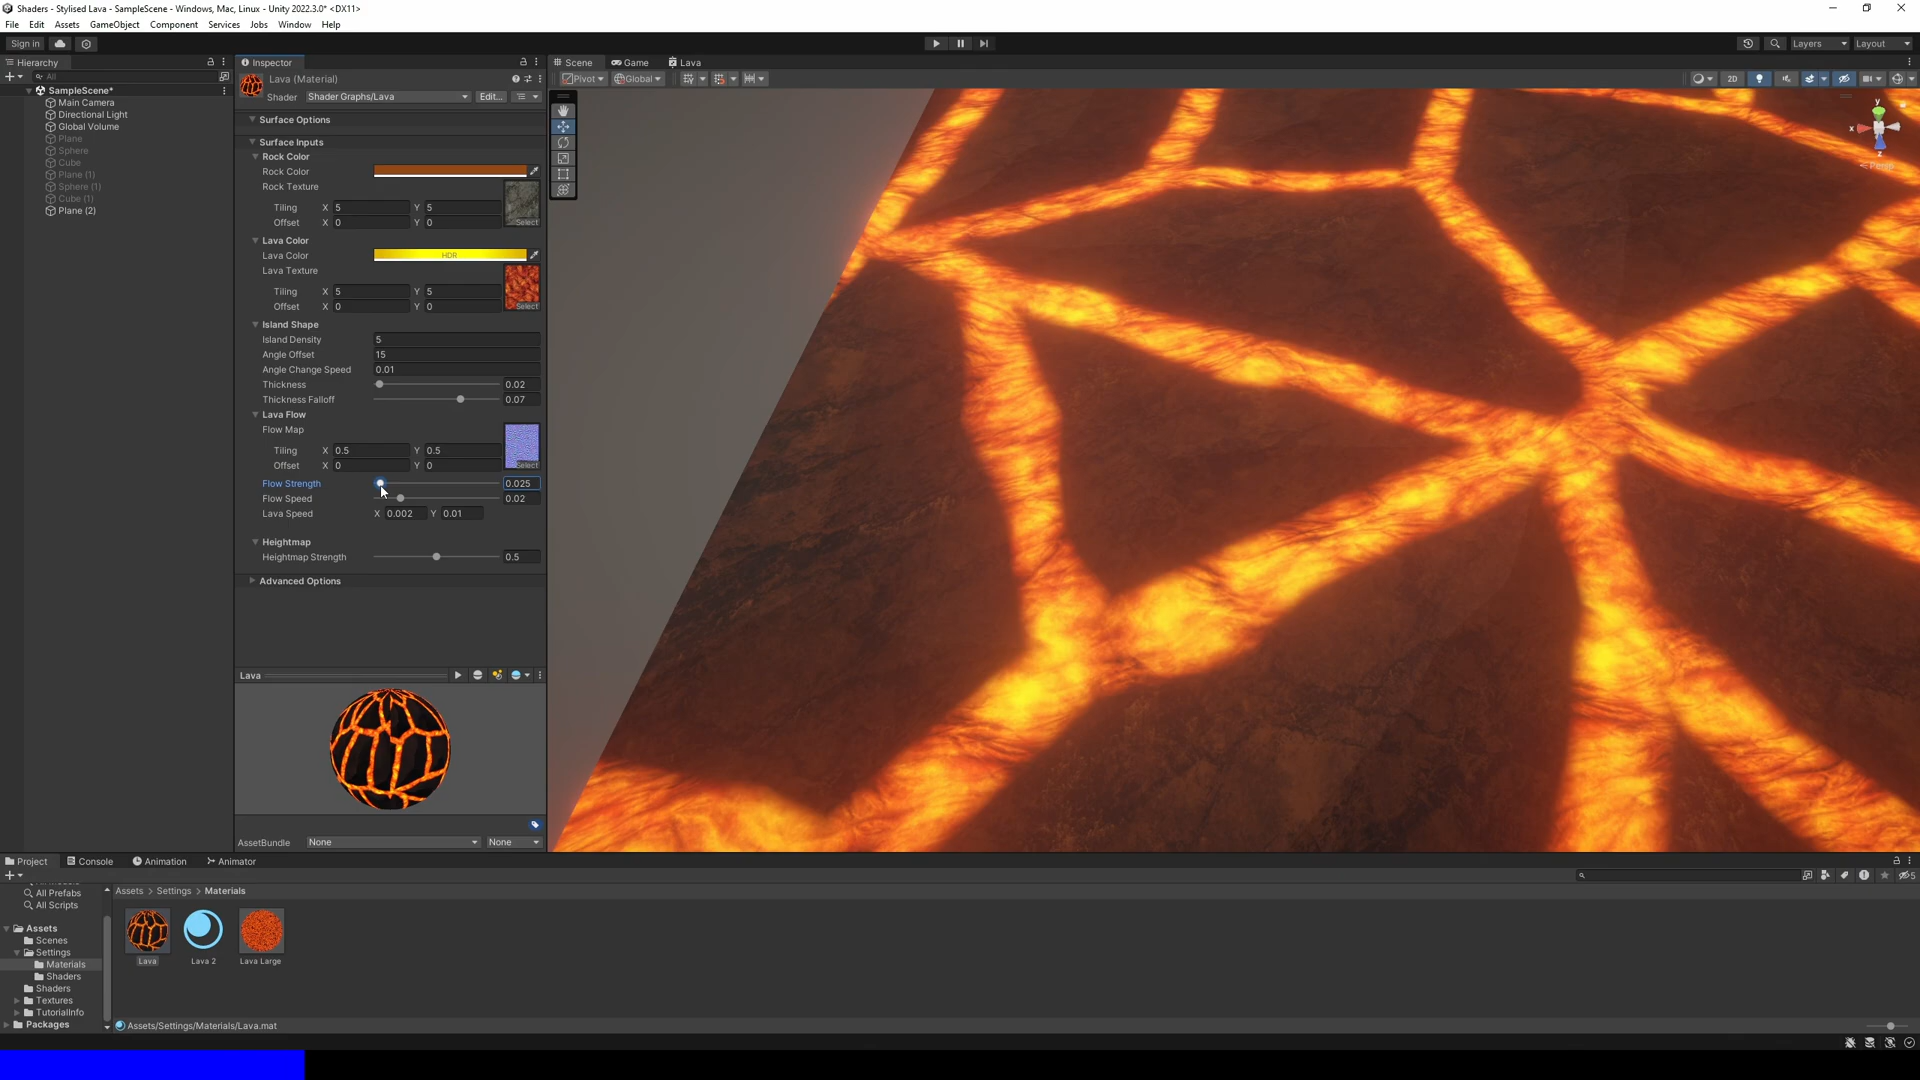 Shaders - Stylised Lava - SampleScene - Windows, Mac, Linux - Unity 2022.3.0* <DX11>
File Edit Assets GameObject Component Services Jobs Window Help
Sign in Layers Layout
Hierarchy
All
SampleScene*
Main Camera
Directional Light
Global Volume
Plane
Sphere
Cube
Plane (1)
Sphere (1)
Cube (1)
Plane (2)
Inspector
Lava (Material)
Shader Shader Graphs/Lava Edit...
Surface Options
Surface Inputs
Rock Color
Rock Color
Rock Texture
Tiling X 5 Y 5
Offset X 0 Y 0 Select
Lava Color
Lava Color HDR
Lava Texture
Tiling X 5 Y 5
Offset X 0 Y 0 Select
Island Shape
Island Density 5
Angle Offset 15
Angle Change Speed 0.01
Thickness 0.02
Thickness Falloff 0.07
Lava Flow
Flow Map
Tiling X 0.5 Y 0.5
Offset X 0 Y 0 Select
Flow Strength 0.025
Flow Speed 0.02
Lava Speed X 0.002 Y 0.01
Heightmap
Heightmap Strength 0.5
Advanced Options
Lava
AssetBundle None None
Scene Game Lava
Pivot Global 2D
y
x
z
Persp
Project Console Animation Animator
5
All Prefabs
All Scripts
Assets
Scenes
Settings
Materials
Shaders
Shaders
Textures
TutorialInfo
Packages
Assets > Settings > Materials
Lava Lava 2 Lava Large
Assets/Settings/Materials/Lava.mat